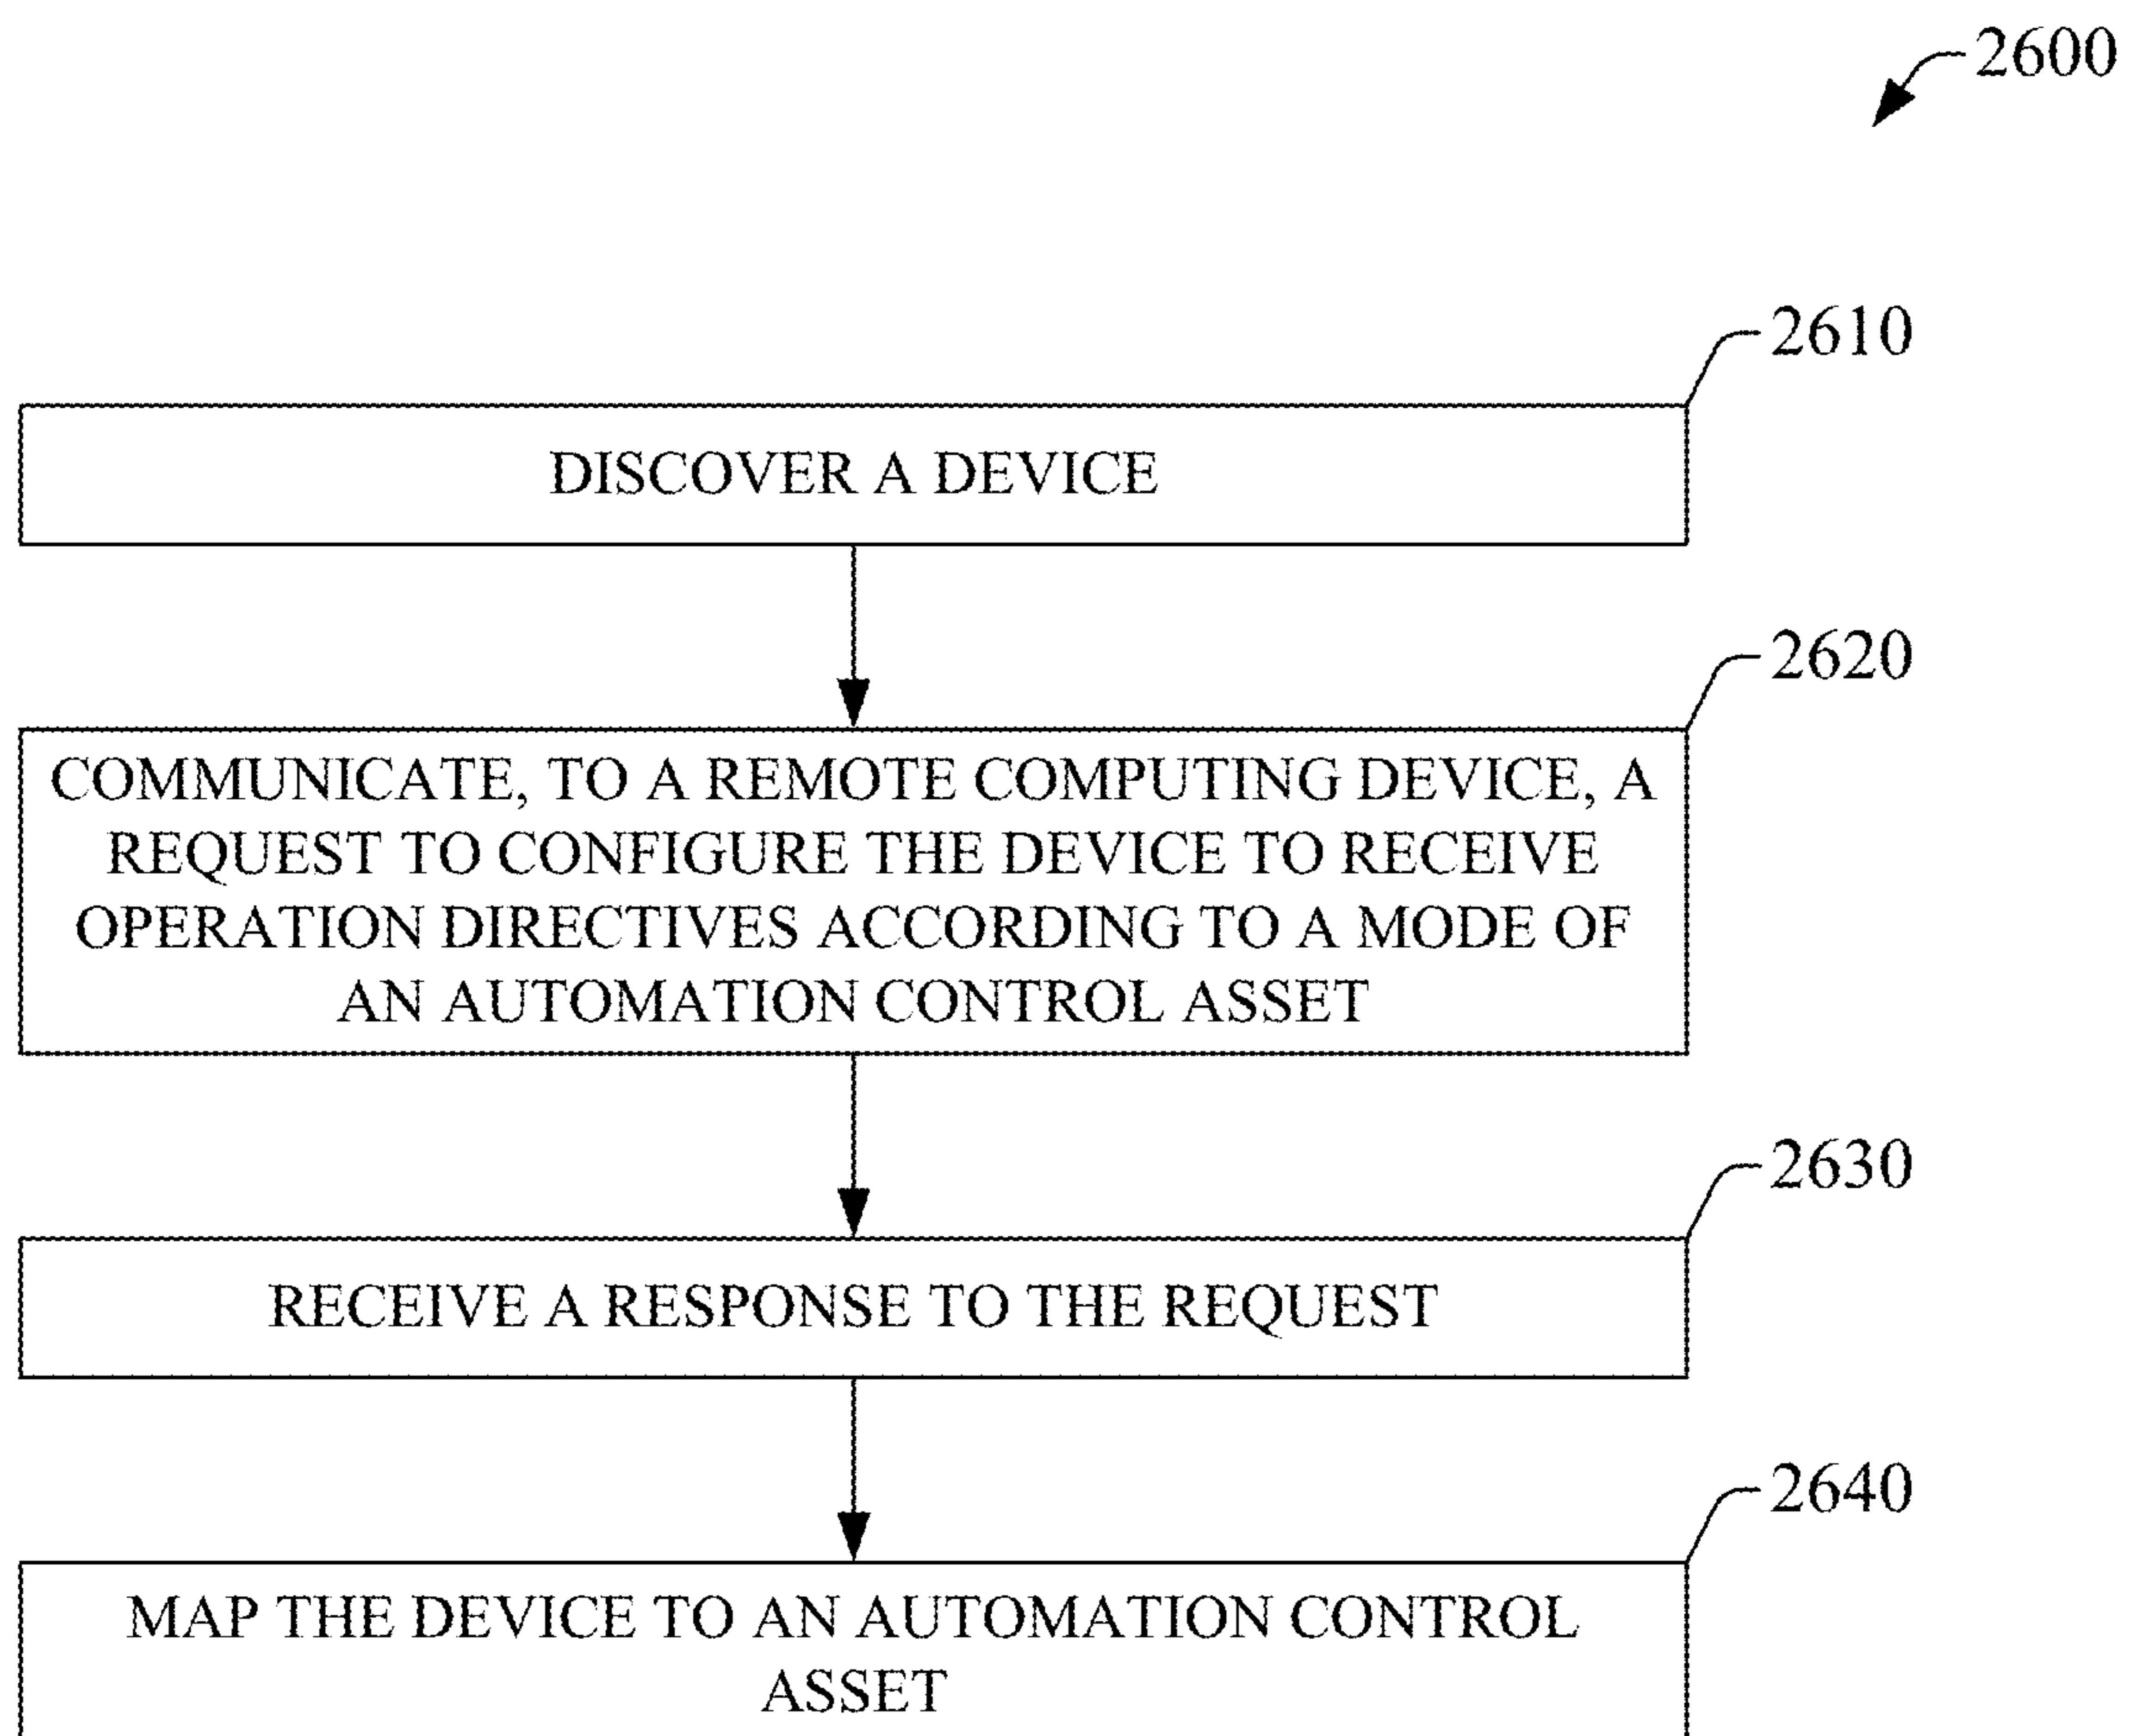 2600
2610
DISCOVER A DEVICE
2620
COMMUNICATE, TO A REMOTE COMPUTING DEVICE, A
REQUEST TO CONFIGURE THE DEVICE TO RECEIVE
OPERATION DIRECTIVES ACCORDING TO A MODE OF
AN AUTOMATION CONTROL ASSET
2630
RECEIVE A RESPONSE TO THE REQUEST
2640
MAP THE DEVICE TO AN AUTOMATION CONTROL
ASSET